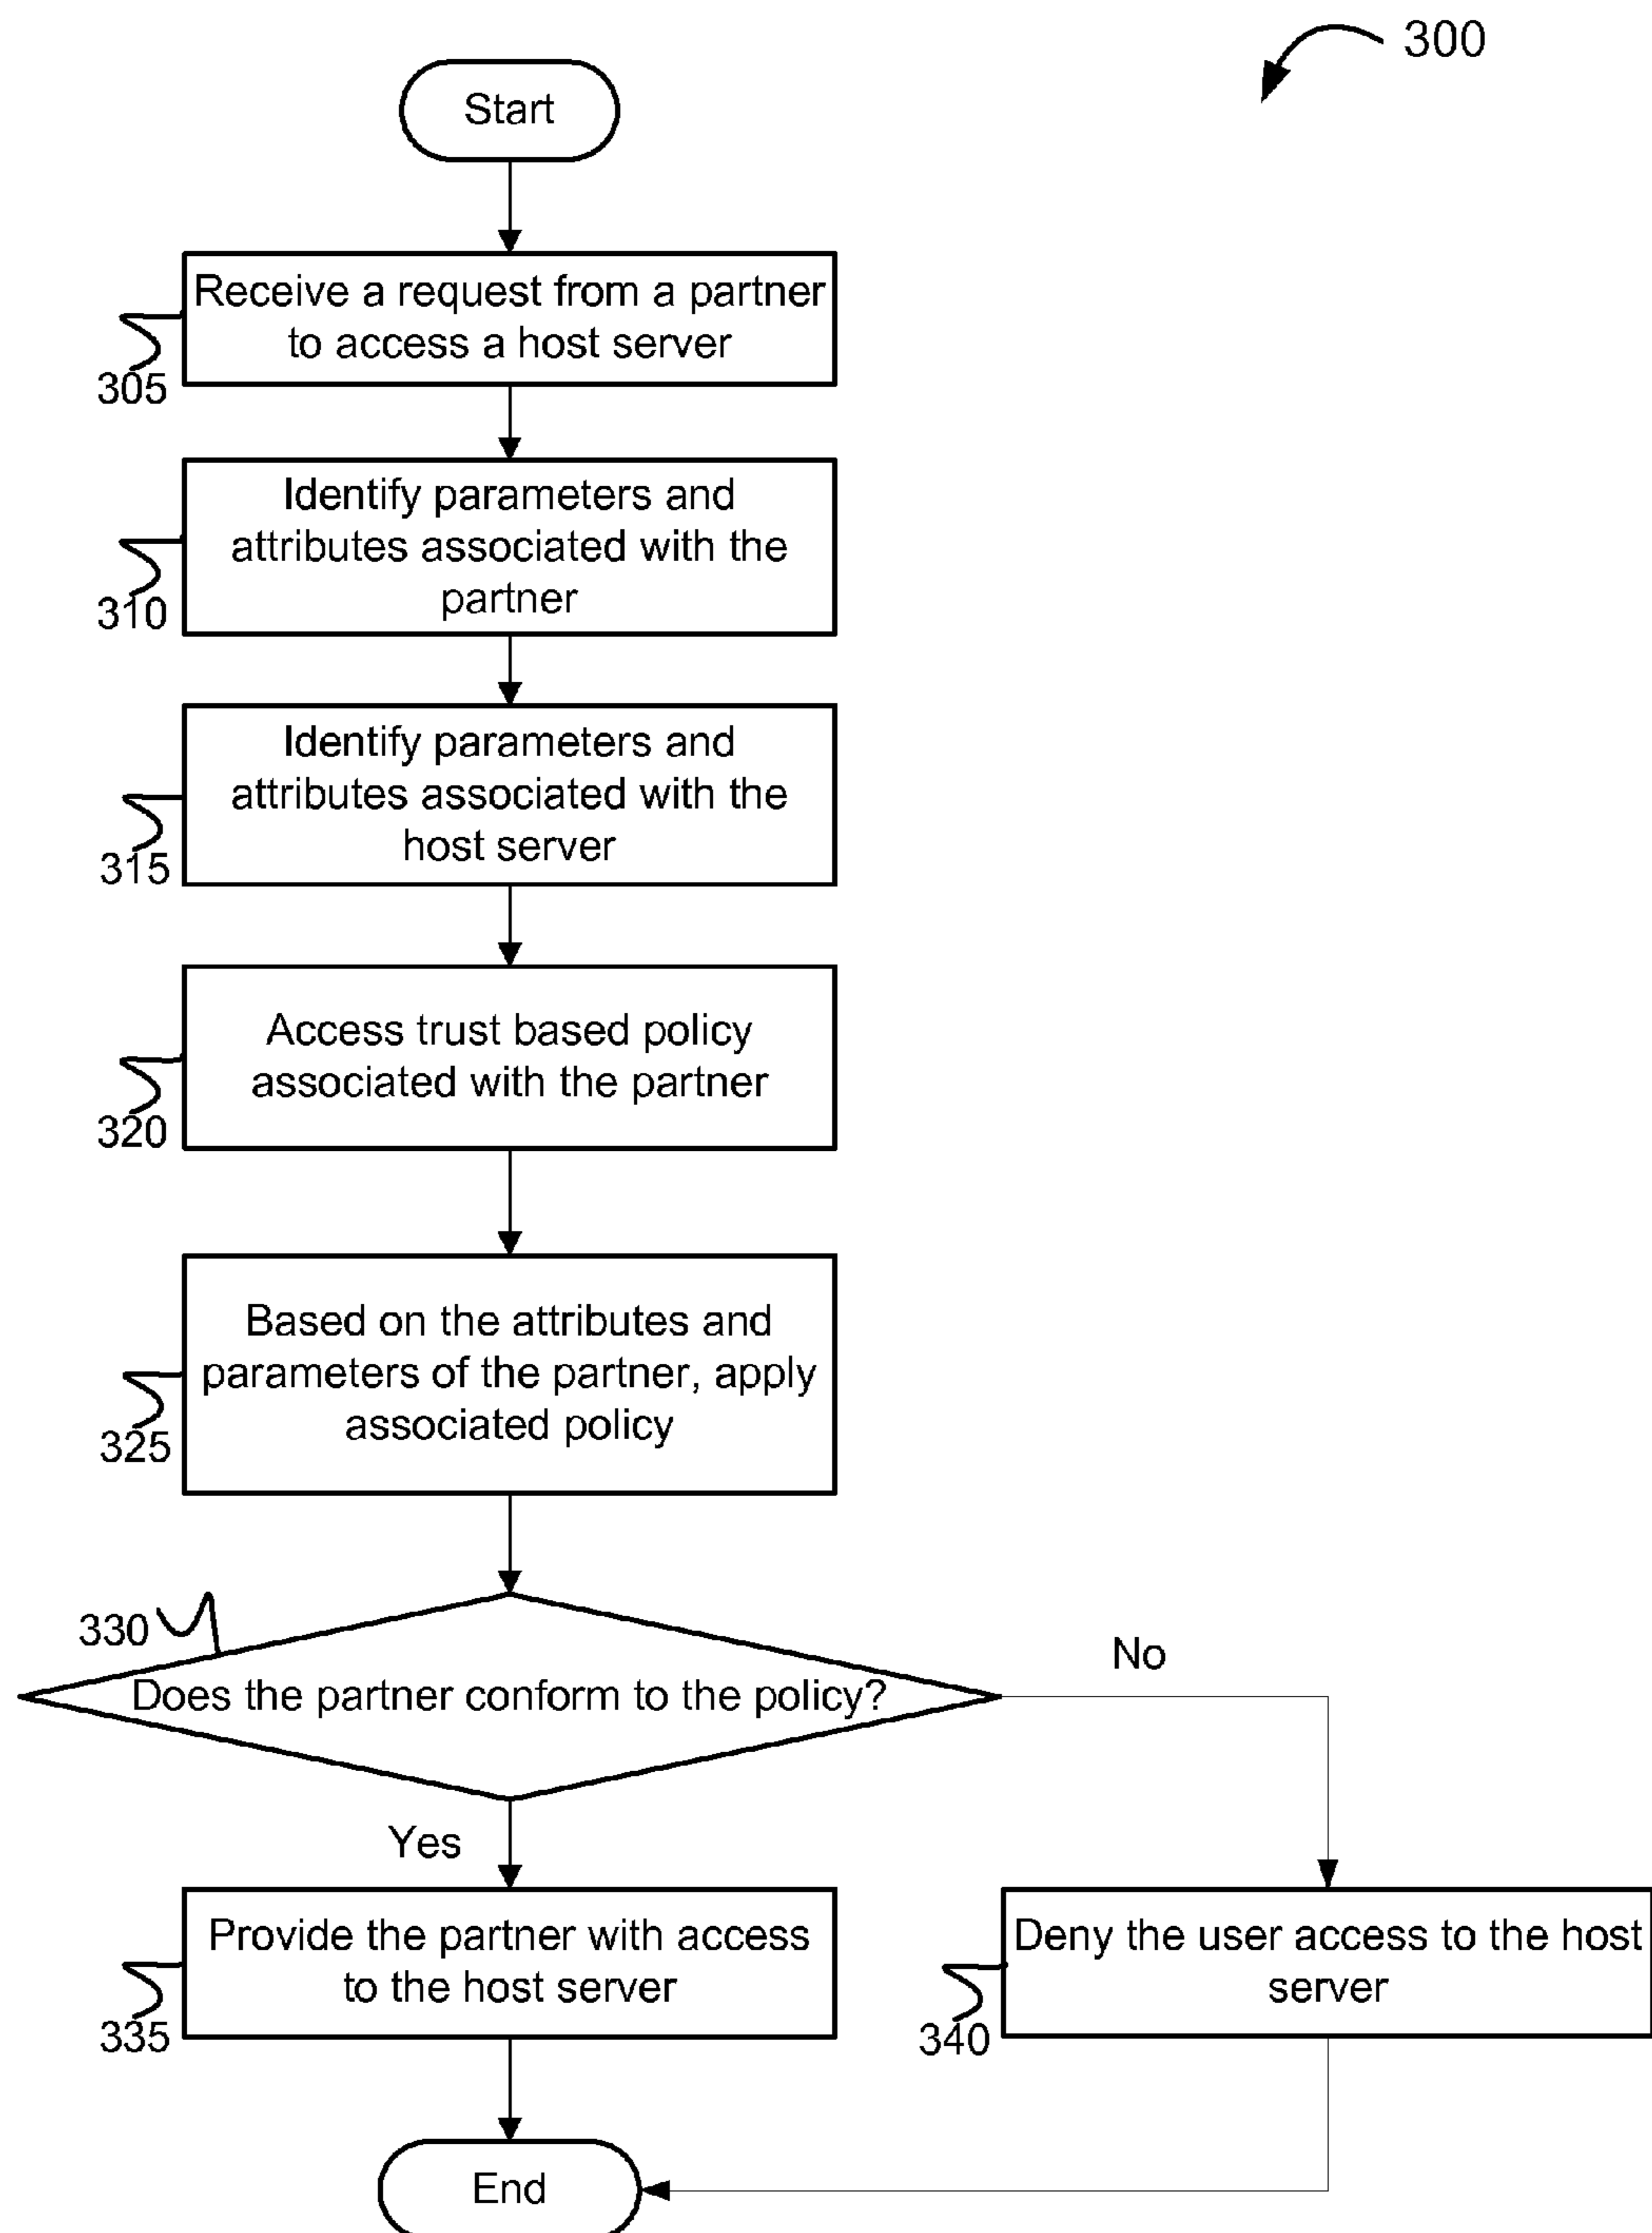 300
Start
Receive a request from a partner
to access a host server
305
Identify parameters and
attributes associated with the
partner
310
Identify parameters and
attributes associated with the
host server
315
Access trust based policy
associated with the partner
320
Based on the attributes and
parameters of the partner, apply
associated policy
325
330
Does the partner conform to the policy?
No
Yes
Provide the partner with access
to the host server
335
Deny the user access to the host
server
340
End